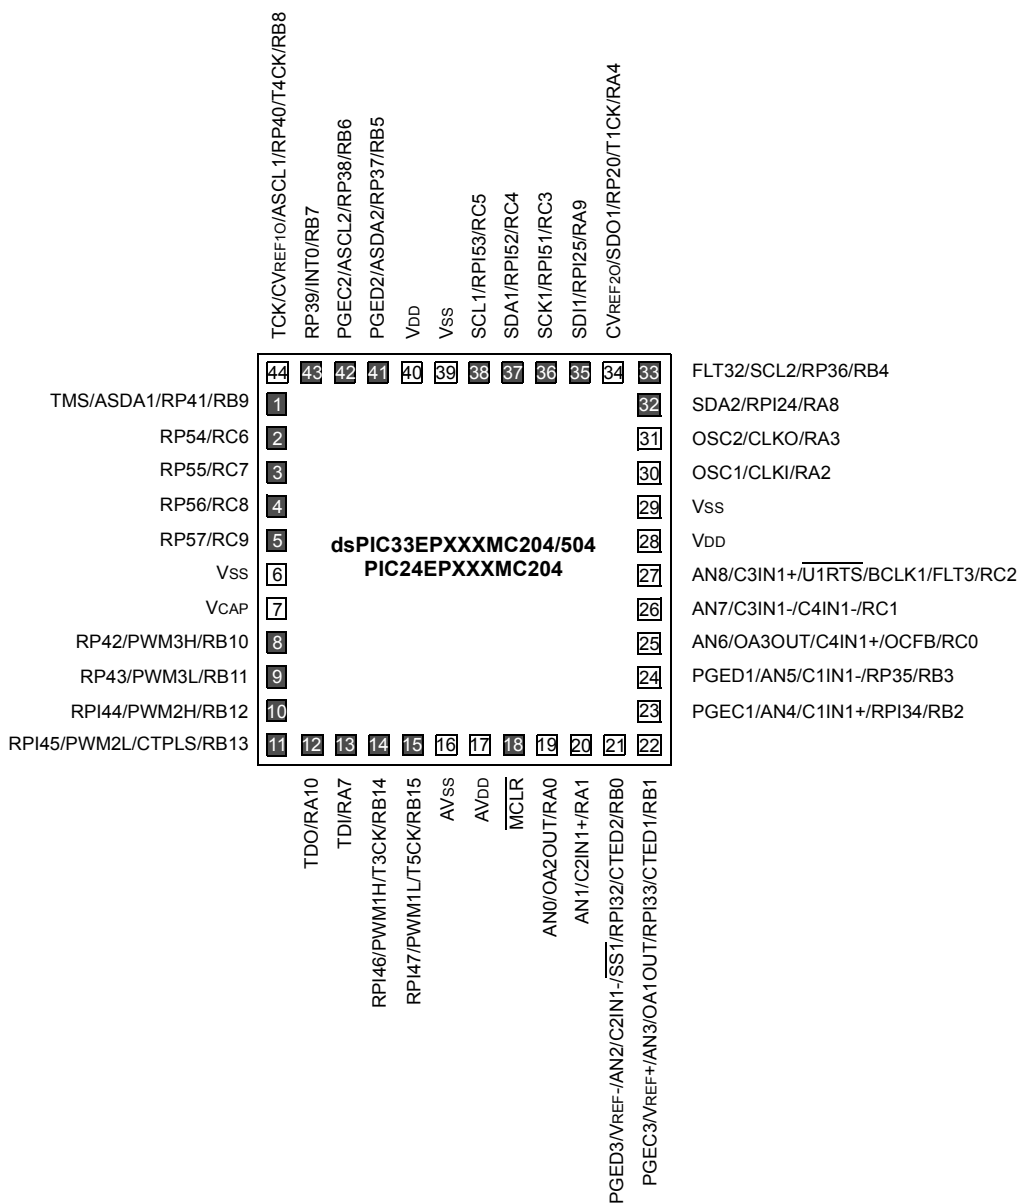 TCK/CVREF1O/ASCL1/RP40/T4CK/RB8
RP39/INT0/RB7
PGEC2/ASCL2/RP38/RB6
PGED2/ASDA2/RP37/RB5
VDD
VSS
SCL1/RPI53/RC5
SDA1/RPI52/RC4
SCK1/RPI51/RC3
SDI1/RPI25/RA9
CVREF2O/SDO1/RP20/T1CK/RA4
44 43 42 41 40 39 38 37 36 35 34 33 FLT32/SCL2/RP36/RB4
TMS/ASDA1/RP41/RB9 1 32 SDA2/RPI24/RA8
RP54/RC6 2 31 OSC2/CLKO/RA3
RP55/RC7 3 30 OSC1/CLKI/RA2
RP56/RC8 4 29 VSS
RP57/RC9 5 dsPIC33EPXXXMC204/504 28 VDD
PIC24EPXXXMC204
VSS 6 27 AN8/C3IN1+/U1RTS/BCLK1/FLT3/RC2
VCAP 7 26 AN7/C3IN1-/C4IN1-/RC1
RP42/PWM3H/RB10 8 25 AN6/OA3OUT/C4IN1+/OCFB/RC0
RP43/PWM3L/RB11 9 24 PGED1/AN5/C1IN1-/RP35/RB3
RPI44/PWM2H/RB12 10 23 PGEC1/AN4/C1IN1+/RPI34/RB2
RPI45/PWM2L/CTPLS/RB13 11 12 13 14 15 16 17 18 19 20 21 22
TDO/RA10
TDI/RA7
RPI46/PWM1H/T3CK/RB14
RPI47/PWM1L/T5CK/RB15
AVSS
AVDD
MCLR
AN0/OA2OUT/RA0
AN1/C2IN1+/RA1
PGED3/VREF-/AN2/C2IN1-/SS1/RPI32/CTED2/RB0
PGEC3/VREF+/AN3/OA1OUT/RPI33/CTED1/RB1